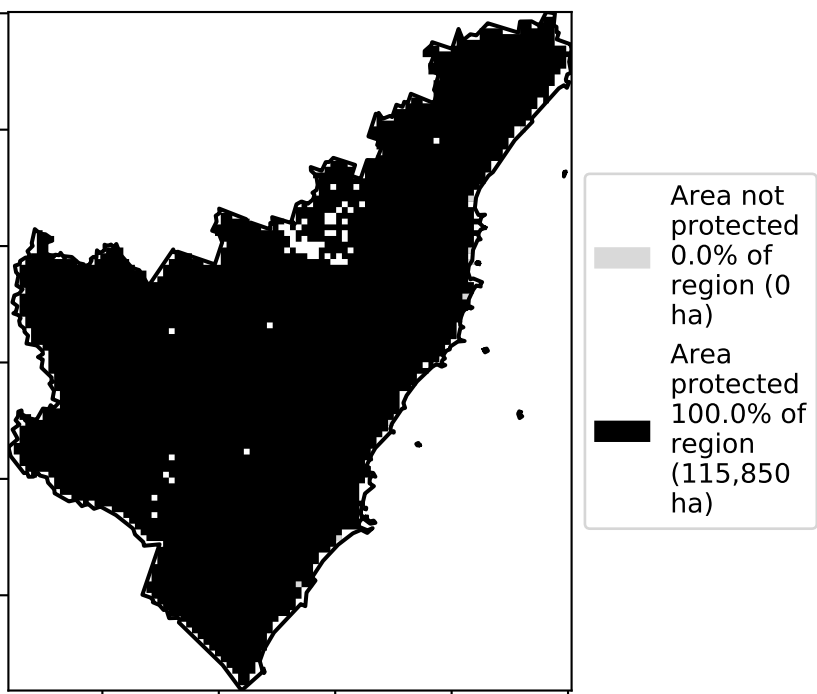 Area not
protected
0.0% of
region (0
ha)
Area
protected
100.0% of
region
(115,850
ha)